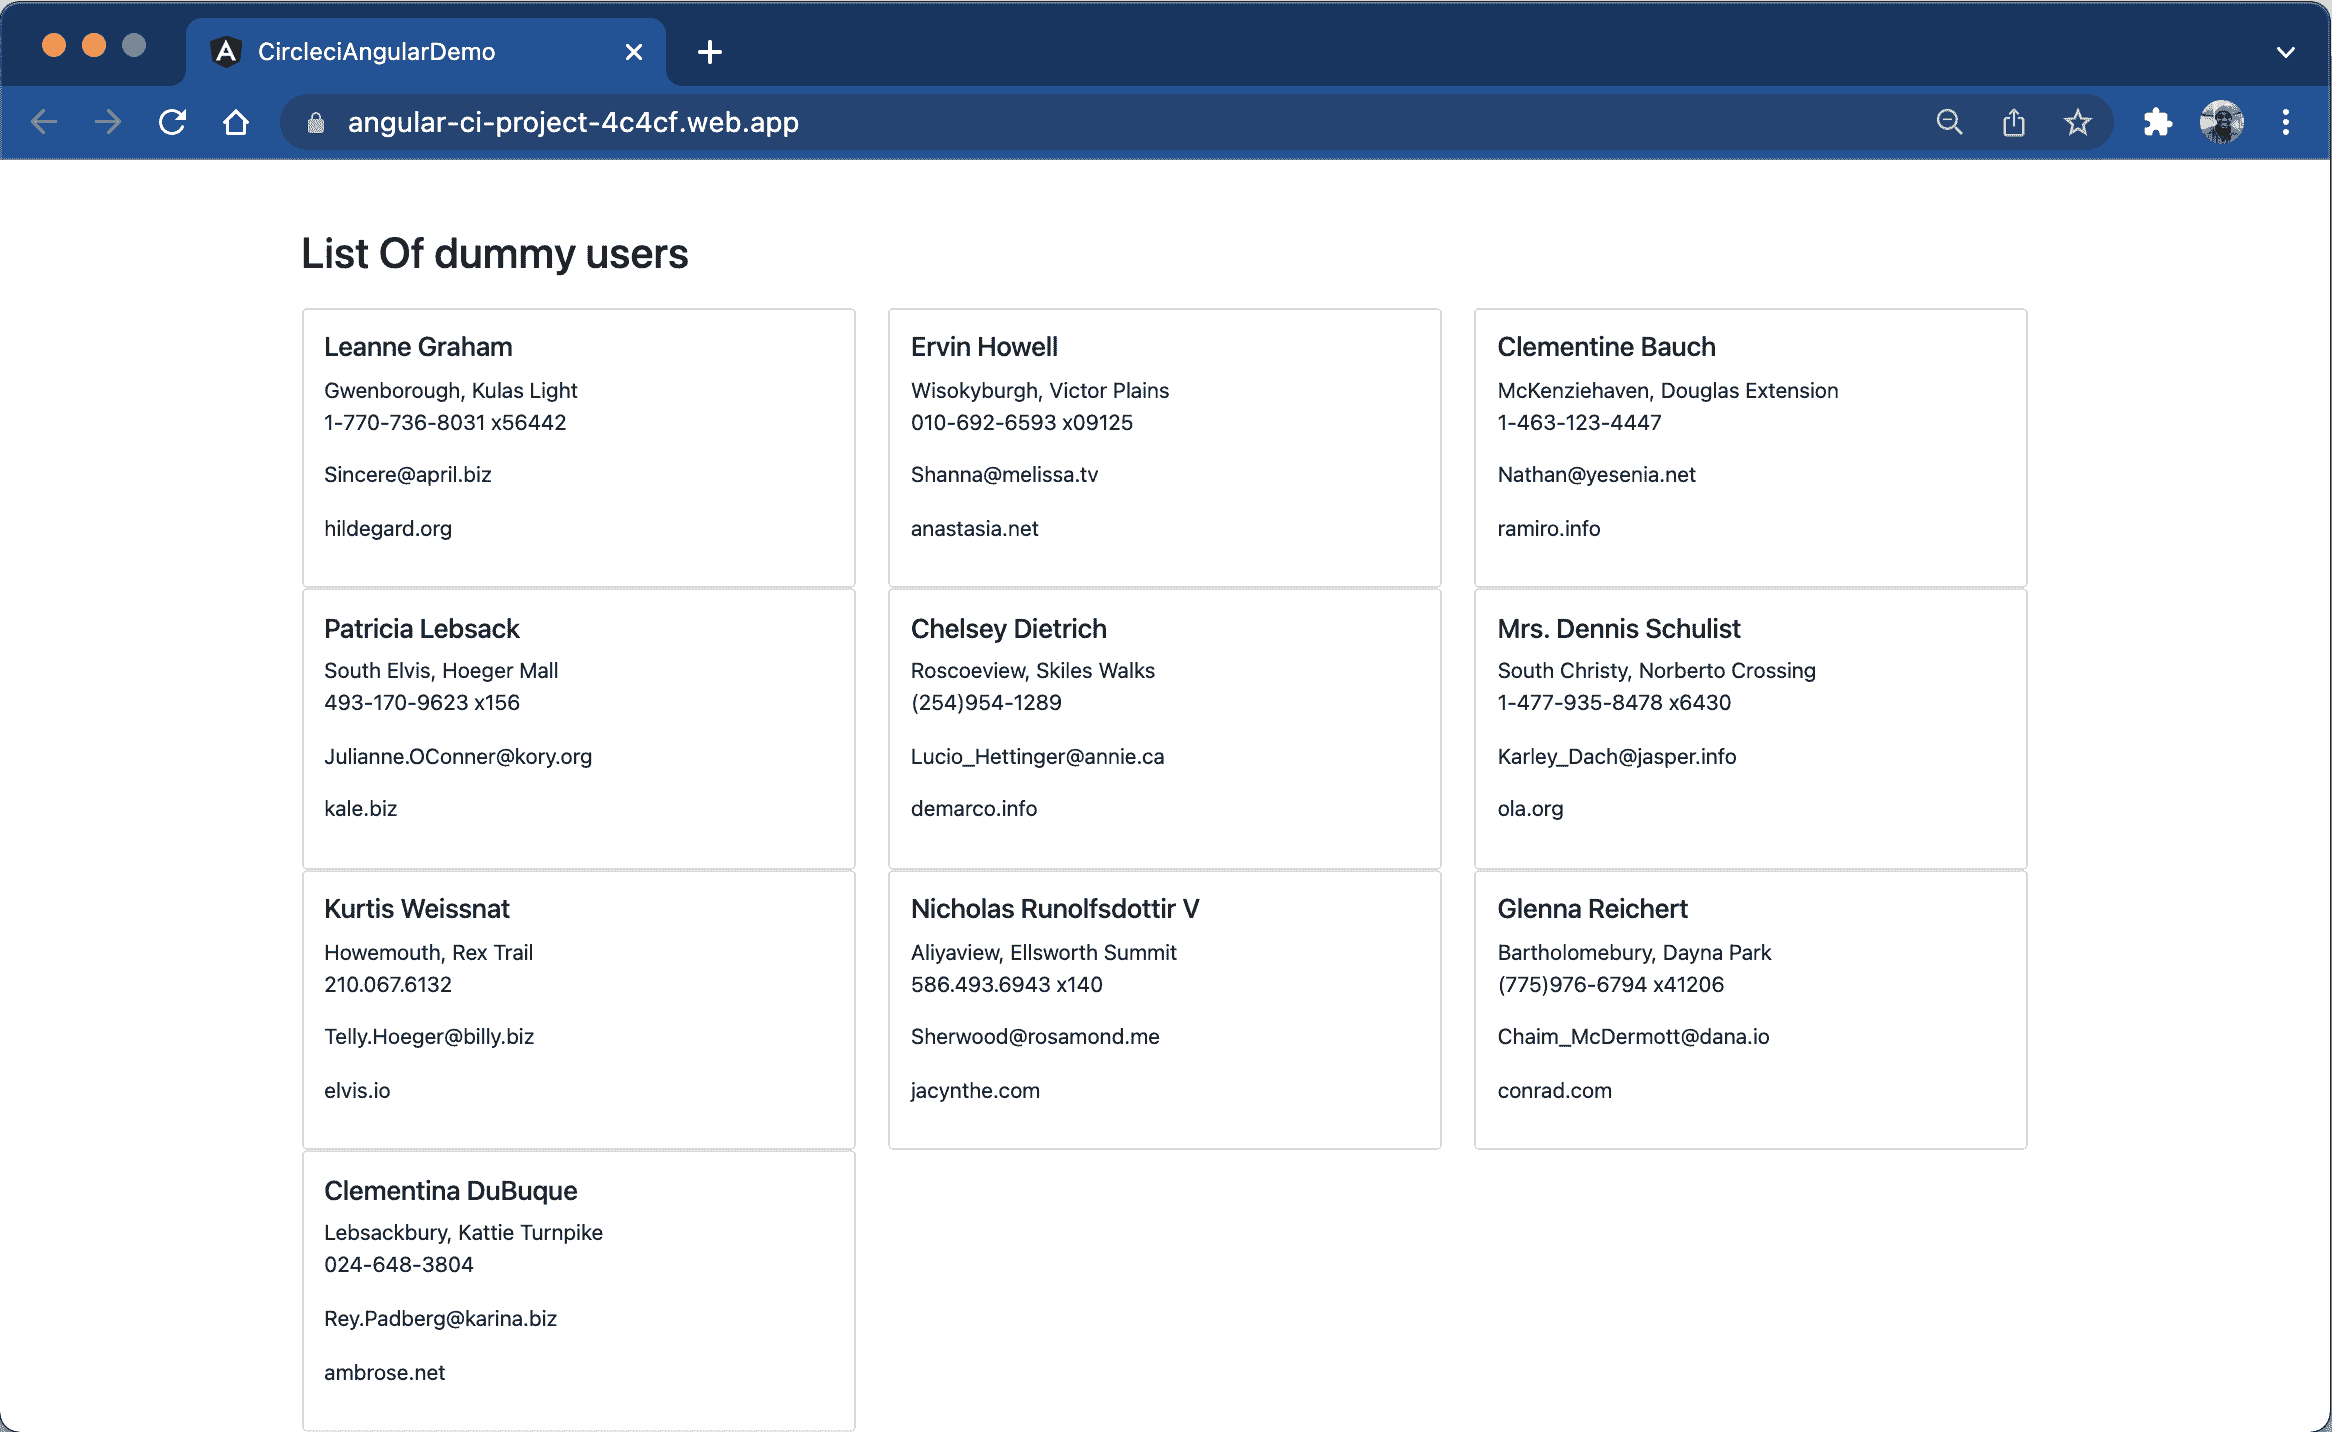 CircleciAngularDemo
angular-ci-project-4c4cf.web.app
List Of dummy users
Leanne Graham
Gwenborough, Kulas Light
1-770-736-8031 x56442
Sincere@april.biz
hildegard.org
Ervin Howell
Wisokyburgh, Victor Plains
010-692-6593 x09125
Shanna@melissa.tv
anastasia.net
Clementine Bauch
McKenziehaven, Douglas Extension
1-463-123-4447
Nathan@yesenia.net
ramiro.info
Patricia Lebsack
South Elvis, Hoeger Mall
493-170-9623 x156
Julianne.OConner@kory.org
kale.biz
Chelsey Dietrich
Roscoeview, Skiles Walks
(254)954-1289
Lucio_Hettinger@annie.ca
demarco.info
Mrs. Dennis Schulist
South Christy, Norberto Crossing
1-477-935-8478 x6430
Karley_Dach@jasper.info
ola.org
Kurtis Weissnat
Howemouth, Rex Trail
210.067.6132
Telly.Hoeger@billy.biz
elvis.io
Nicholas Runolfsdottir V
Aliyaview, Ellsworth Summit
586.493.6943 x140
Sherwood@rosamond.me
jacynthe.com
Glenna Reichert
Bartholomebury, Dayna Park
(775)976-6794 x41206
Chaim_McDermott@dana.io
conrad.com
Clementina DuBuque
Lebsackbury, Kattie Turnpike
024-648-3804
Rey.Padberg@karina.biz
ambrose.net